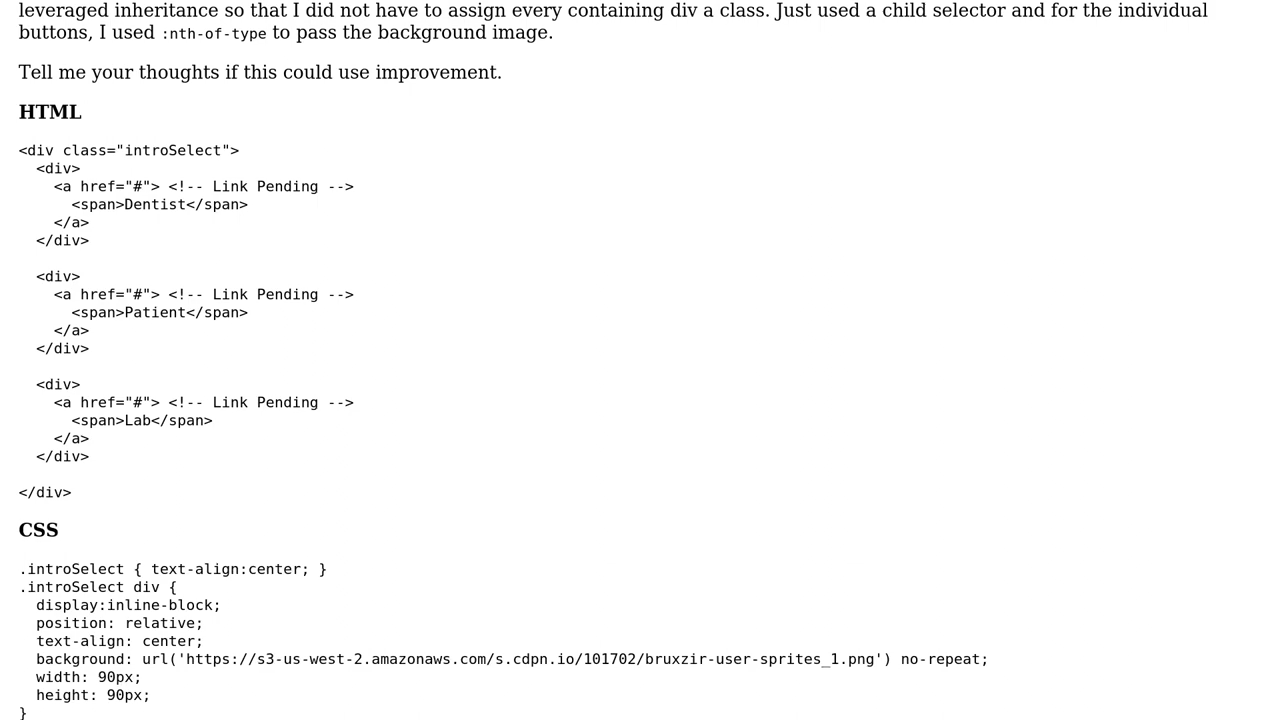 leveraged inheritance so that I did not have to assign every containing div a class. Just used a child selector and for the individual
buttons, I used :nth-of-type to pass the background image.
Tell me your thoughts if this could use improvement.
HTML
<div class="introSelect">
  <div>
    <a href="#"> <!-- Link Pending -->
      <span>Dentist</span>
    </a>
  </div>
  <div>
    <a href="#"> <!-- Link Pending -->
      <span>Patient</span>
    </a>
  </div>
  <div>
    <a href="#"> <!-- Link Pending -->
      <span>Lab</span>
    </a>
  </div>
</div>
CSS
.introSelect { text-align:center; }
.introSelect div {
  display:inline-block;
  position: relative;
  text-align: center;
  background: url('https://s3-us-west-2.amazonaws.com/s.cdpn.io/101702/bruxzir-user-sprites_1.png') no-repeat;
  width: 90px;
  height: 90px;
}